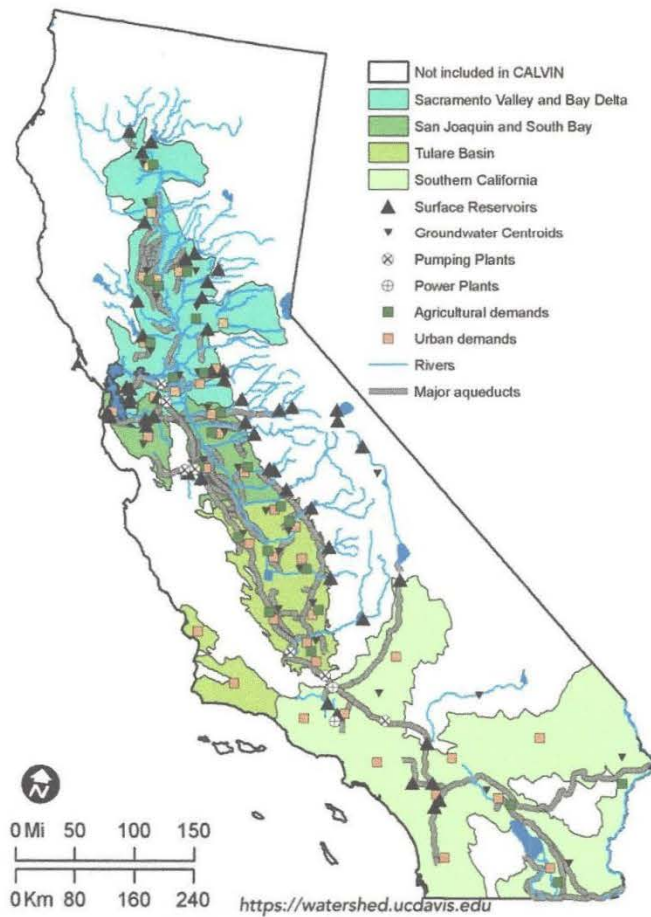 Not included in CALVIN
Sacramento Valley and Bay Delta
San Joaquin and South Bay
Tulare Basin
Southern California
Surface Reservoirs
Groundwater Centroids
Pumping Plants
Power Plants
Agricultural demands
Urban demands
Rivers
Major aqueducts
N
0 Mi 50 100 150
0 Km 80 160 240
https://watershed.ucdavis.edu